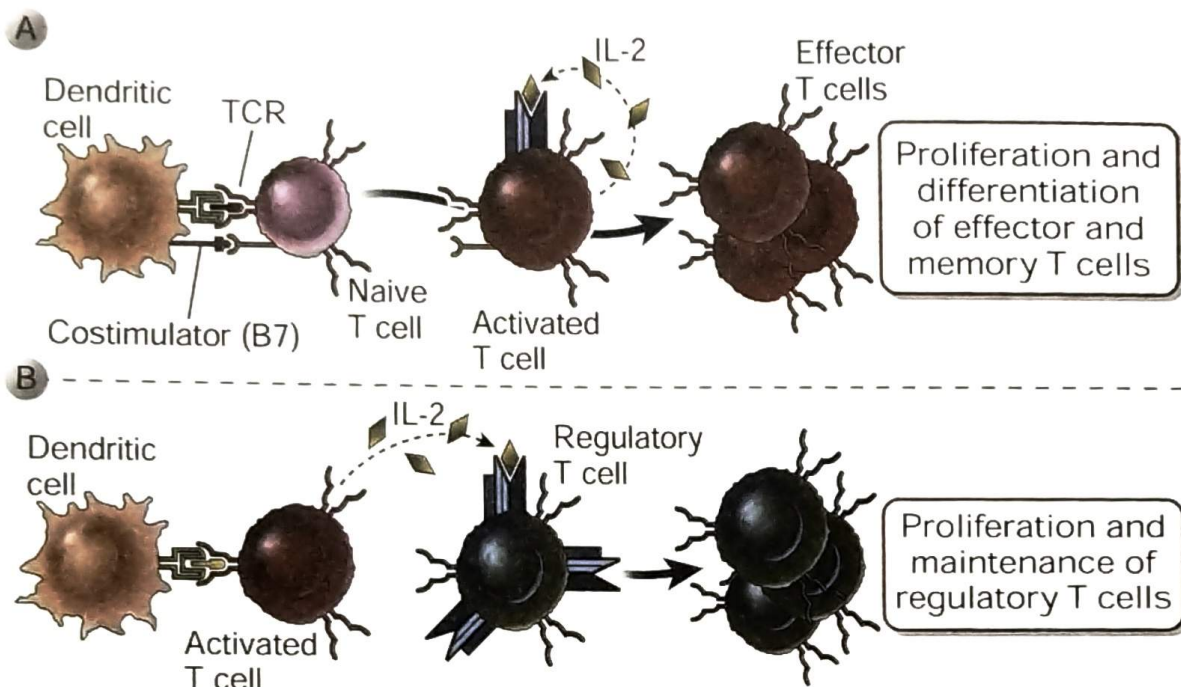 A
Dendritic
cell
TCR
IL-2
Effector
T cells
Naive
T cell
Activated
T cell
Costimulator (B7)
Proliferation and
differentiation
of effector and
memory T cells
B
Dendritic
cell
IL-2
Regulatory
T cell
Activated
T cell
Proliferation and
maintenance of
regulatory T cells